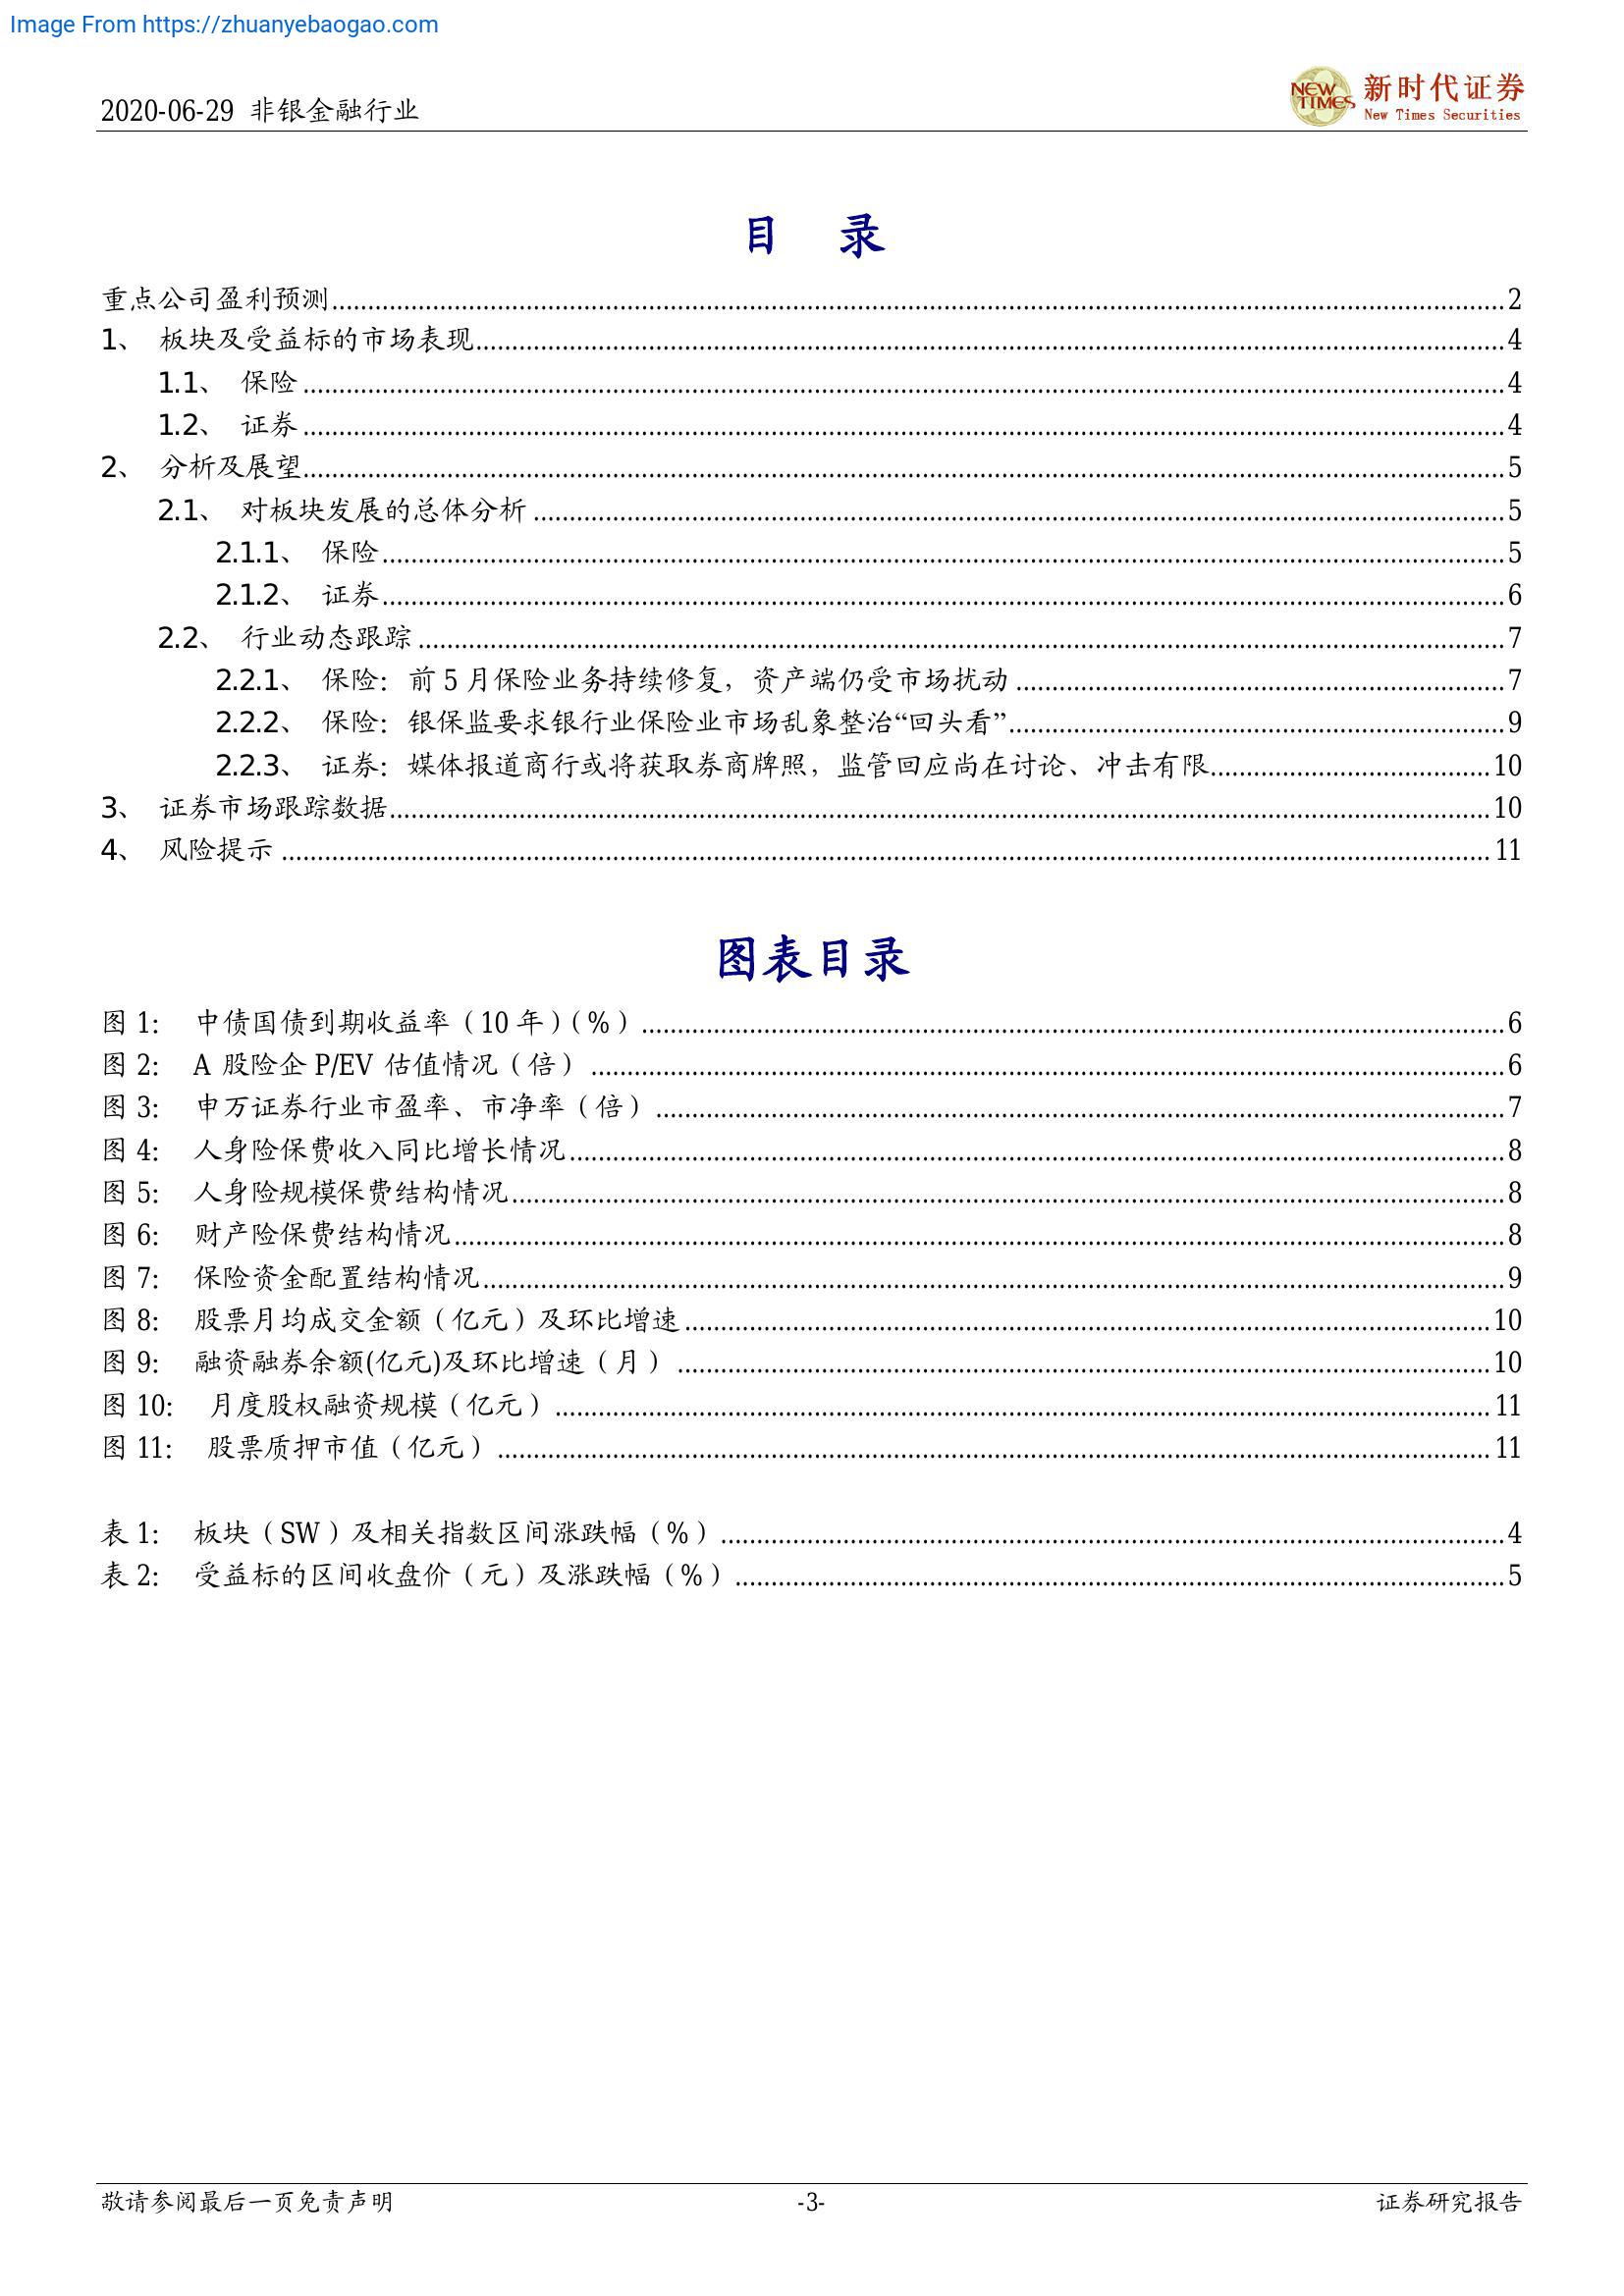 Image From https://zhuanyebaogao.com
2020-06-29 非银金融行业
NEW TIMES 新时代证券
New Times Securities
目 录
重点公司盈利预测 2
1、 板块及受益标的市场表现 4
1.1、 保险 4
1.2、 证券 4
2、 分析及展望 5
2.1、 对板块发展的总体分析 5
2.1.1、 保险 5
2.1.2、 证券 6
2.2、 行业动态跟踪 7
2.2.1、 保险：前 5 月保险业务持续修复，资产端仍受市场扰动 7
2.2.2、 保险：银保监要求银行业保险业市场乱象整治“回头看” 9
2.2.3、 证券：媒体报道商行或将获取券商牌照，监管回应尚在讨论、冲击有限 10
3、 证券市场跟踪数据 10
4、 风险提示 11
图表目录
图 1: 中债国债到期收益率（10 年）（%） 6
图 2: A 股险企 P/EV 估值情况（倍） 6
图 3: 申万证券行业市盈率、市净率（倍） 7
图 4: 人身险保费收入同比增长情况 8
图 5: 人身险规模保费结构情况 8
图 6: 财产险保费结构情况 8
图 7: 保险资金配置结构情况 9
图 8: 股票月均成交金额（亿元）及环比增速 10
图 9: 融资融券余额(亿元)及环比增速（月） 10
图 10: 月度股权融资规模（亿元） 11
图 11: 股票质押市值（亿元） 11
表 1: 板块（SW）及相关指数区间涨跌幅（%） 4
表 2: 受益标的区间收盘价（元）及涨跌幅（%） 5
敬请参阅最后一页免责声明 -3- 证券研究报告